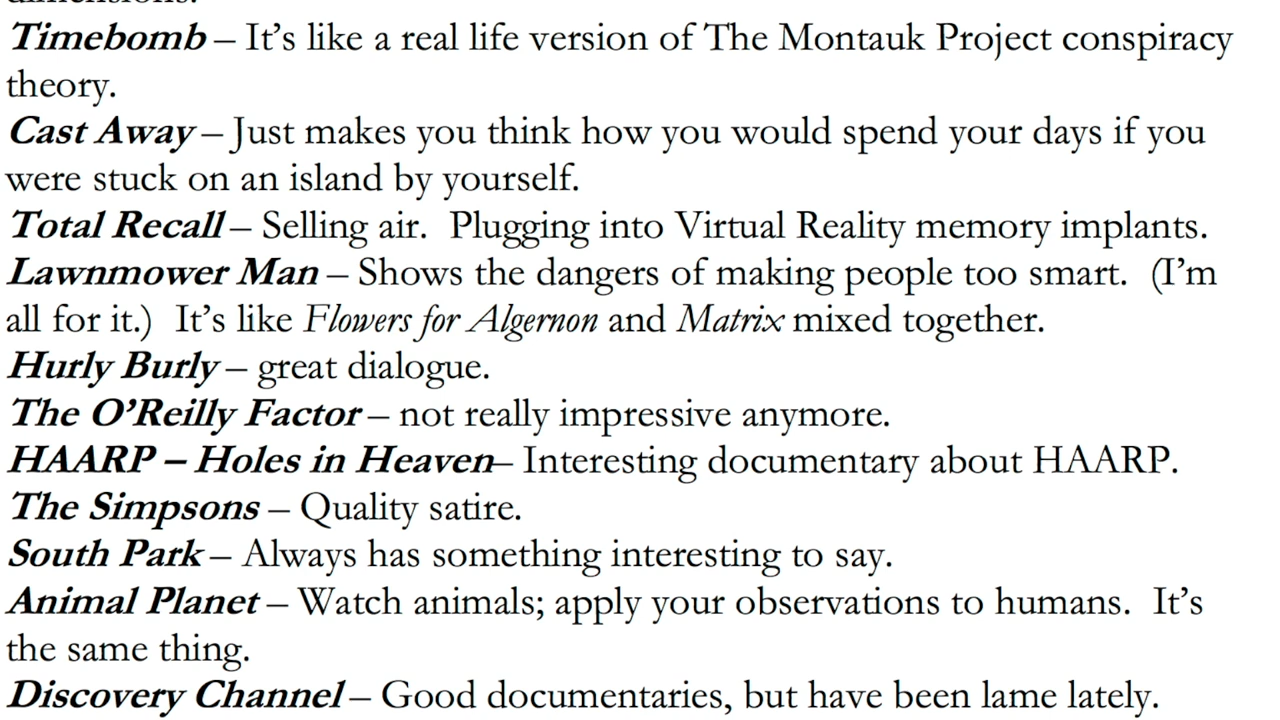 dimensions.
Timebomb – It's like a real life version of The Montauk Project conspiracy
theory.
Cast Away – Just makes you think how you would spend your days if you
were stuck on an island by yourself.
Total Recall – Selling air.  Plugging into Virtual Reality memory implants.
Lawnmower Man – Shows the dangers of making people too smart.  (I'm
all for it.)  It's like Flowers for Algernon and Matrix mixed together.
Hurly Burly – great dialogue.
The O'Reilly Factor – not really impressive anymore.
HAARP – Holes in Heaven– Interesting documentary about HAARP.
The Simpsons – Quality satire.
South Park – Always has something interesting to say.
Animal Planet – Watch animals; apply your observations to humans.  It's
the same thing.
Discovery Channel – Good documentaries, but have been lame lately.